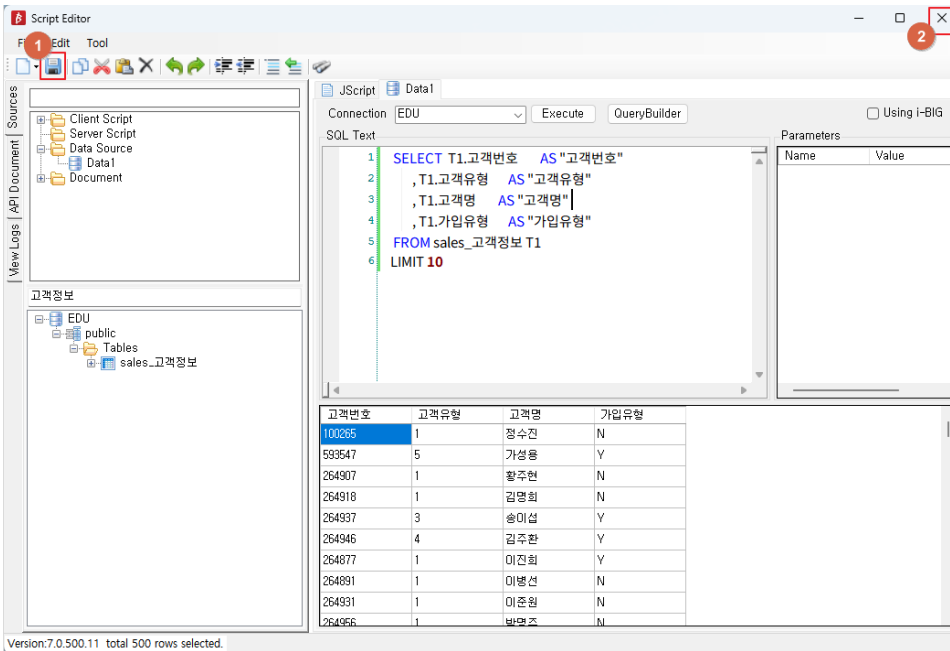 Script Editor
File Edit Tool
1
2
Sources
API Document
View Logs
Client Script
Server Script
Data Source
Data1
Document
고객정보
EDU
public
Tables
sales_고객정보
JScript Data1
Connection EDU Execute QueryBuilder Using i-BIG
SQL Text
1 SELECT T1.고객번호 AS "고객번호"
2 , T1.고객유형 AS "고객유형"
3 , T1.고객명 AS "고객명"
4 , T1.가입유형 AS "가입유형"
5 FROM sales_고객정보 T1
6 LIMIT 10
Parameters
Name Value
고객번호 고객유형 고객명 가입유형
100265 1 정수진 N
593547 5 가성용 Y
264907 1 황주현 N
264918 1 김명희 N
264937 3 송미섭 Y
264946 4 김주환 Y
264877 1 이진희 Y
264891 1 이병선 N
264931 1 이준원 N
264956 1 N
Version:7.0.500.11 total 500 rows selected.